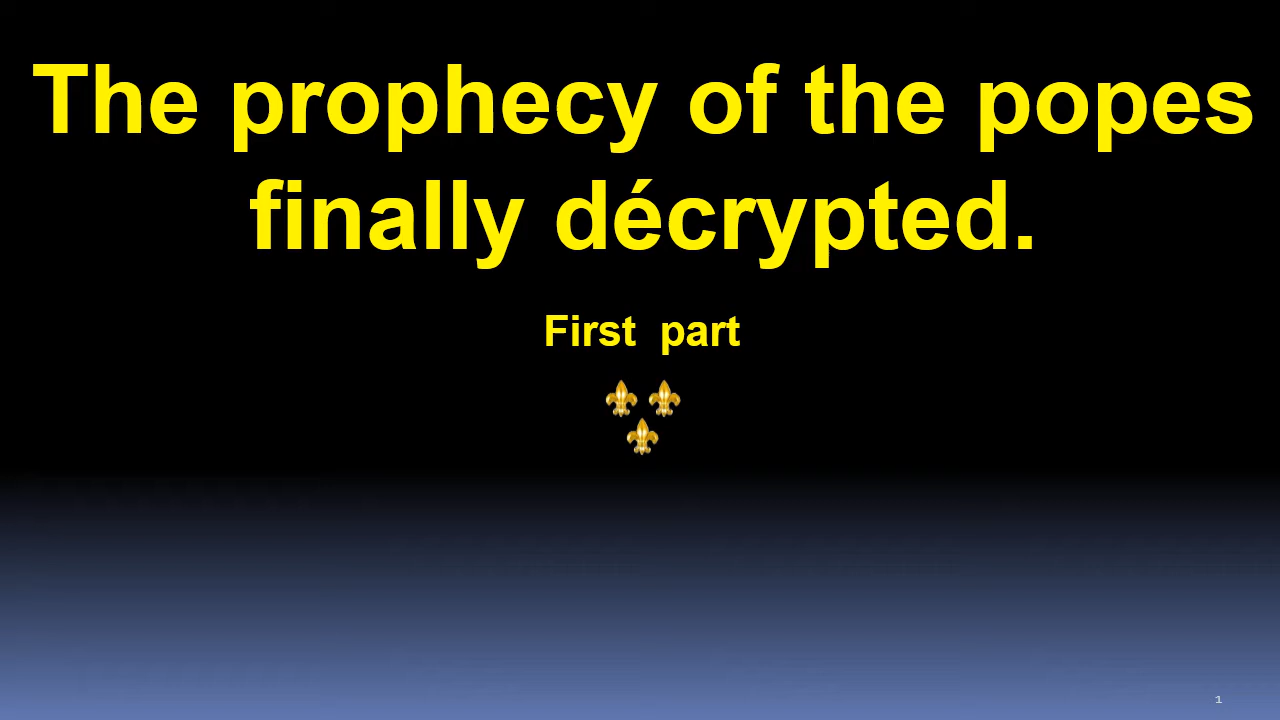 The prophecy of the popes
finally décrypted.
First part
1